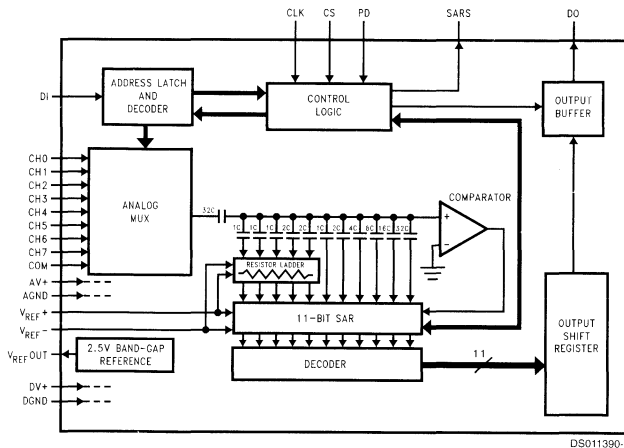 CLK CS PD SARS DO
DI
ADDRESS LATCH
AND
DECODER
CONTROL
LOGIC
OUTPUT
BUFFER
CH0
CH1
CH2
CH3
CH4
CH5
CH6
CH7
COM
AV+
AGND
ANALOG
MUX
32C
COMPARATOR
+
−
1C 1C 1C 2C 2C 1C 2C 4C 8C 16C 32C
RESISTOR LADDER
VREF+
VREF−
11-BIT SAR
VREFOUT
2.5V BAND-GAP
REFERENCE
DECODER
11
OUTPUT
SHIFT
REGISTER
DV+
DGND
DS011390-